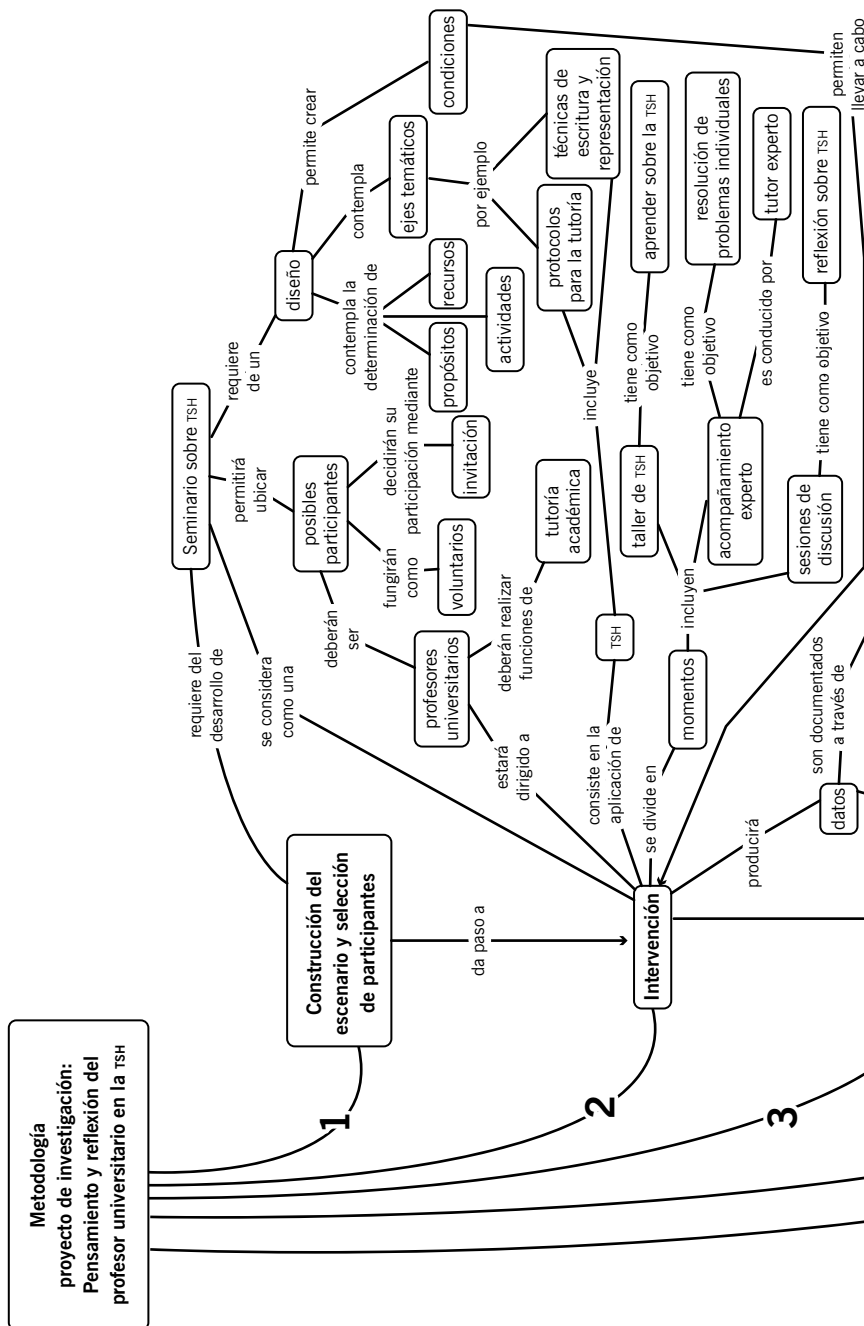 Metodología
proyecto de investigación:
Pensamiento y reflexión del
profesor universitario en la TSH
1
2
3
Construcción del
escenario y selección
de participantes
da paso a
Intervención
requiere del
desarrollo de
se considera
como una
Seminario sobre TSH
permitirá
ubicar
requiere
de un
posibles
participantes
deberán
ser
fungirán
como
decidirán su
participación mediante
voluntarios
invitación
profesores
universitarios
estará
dirigido a
deberán realizar
funciones de
tutoría
académica
diseño
permite crear
condiciones
contempla
ejes temáticos
contempla la
determinación de
propósitos
recursos
actividades
por ejemplo
protocolos
para la tutoría
técnicas de
escritura y
representación
consiste en la
aplicación de
TSH
incluye
se divide en
momentos
incluyen
taller de TSH
tiene como
objetivo
aprender sobre la TSH
acompañamiento
experto
tiene como
objetivo
resolución de
problemas individuales
es conducido por
tutor experto
sesiones de
discusión
tiene como objetivo
reflexión sobre TSH
producirá
datos
son documentados
a través de
permiten
llevar a cabo